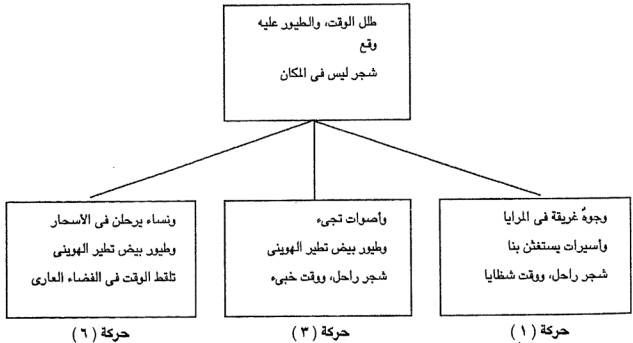 طلل الوقت، والطيور عليه
وقع
شجر ليس فى المكان
وجوهٌ غريقة فى المرايا
وأسيرات يستغثن بنا
شجر راحل، ووقت شظايا
حركة (١)
وأصوات تجىء
وطيور بيض تطير الهوينى
شجر راحل، ووقت خبىء
حركة (٣)
ونساء يرحلن فى الأسحار
وطيور بيض تطير الهوينى
تلقط الوقت فى الفضاء العارى
حركة (٦)